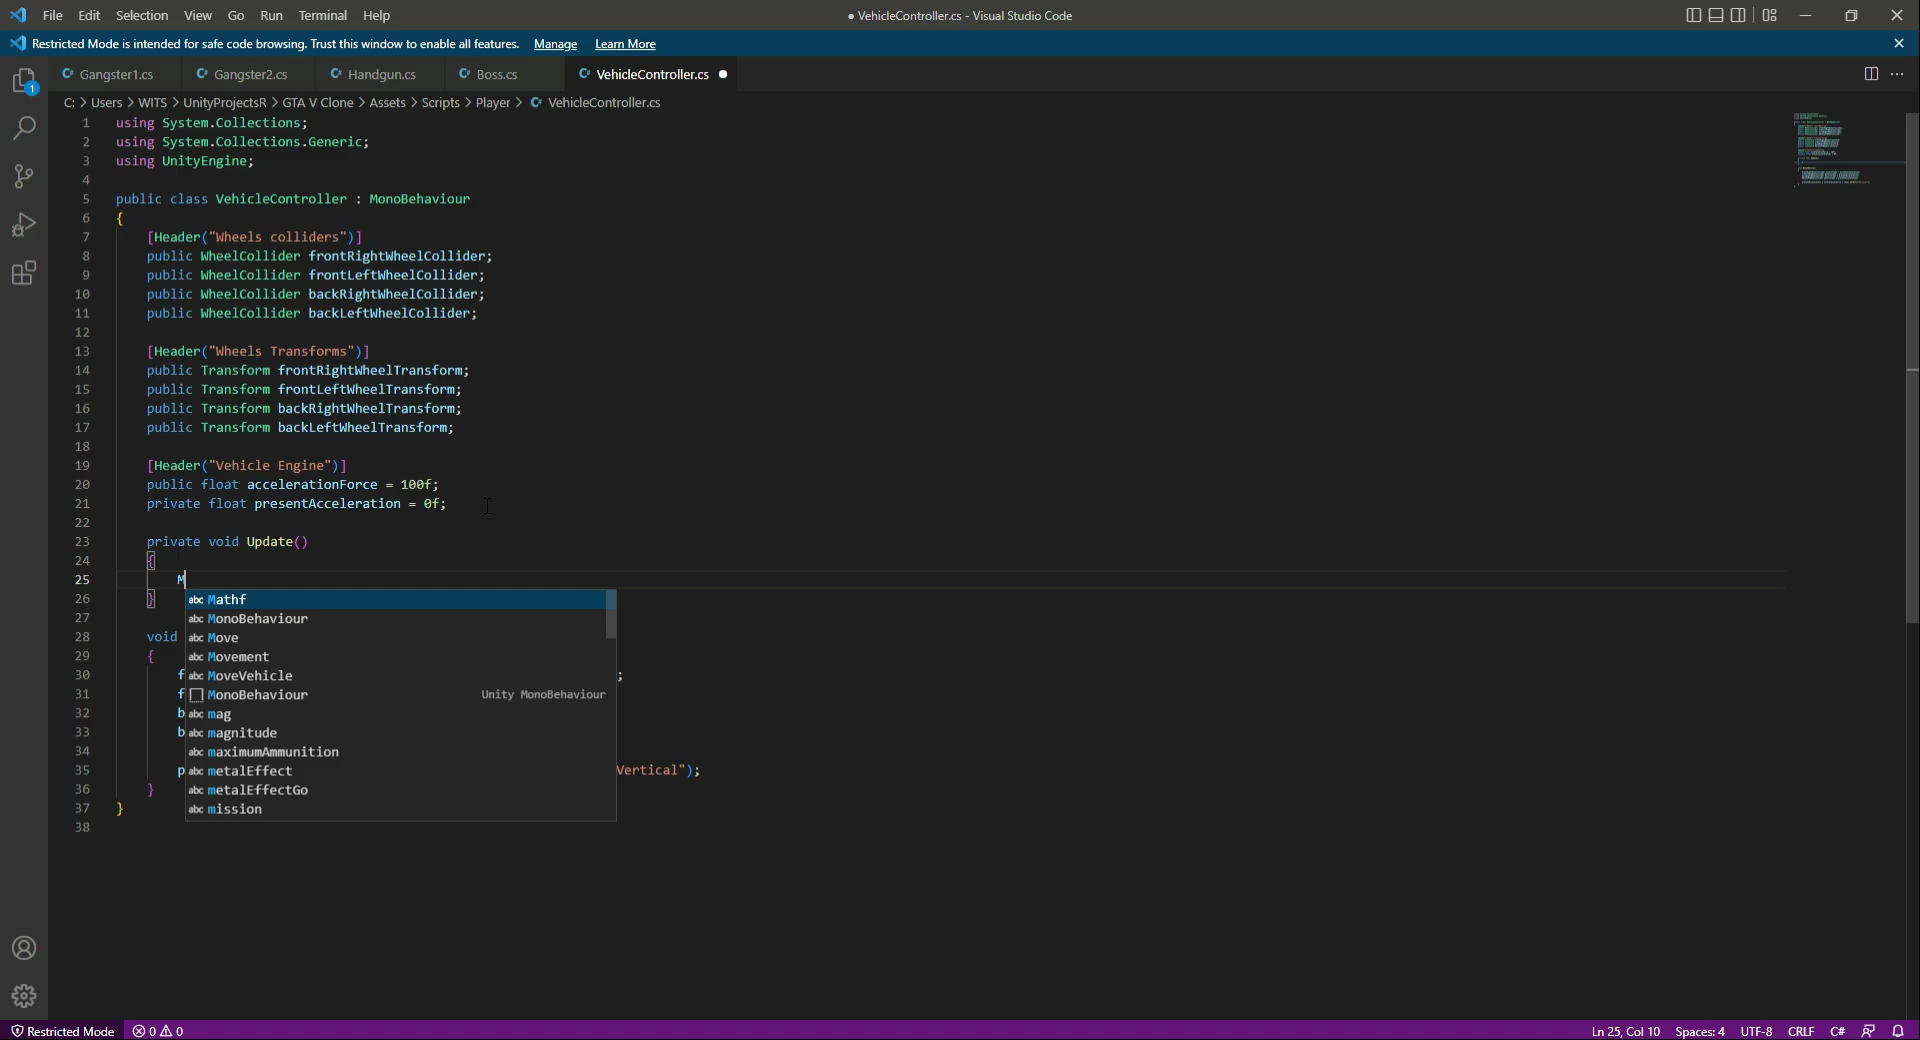 File Edit Selection View Go Run Terminal Help ● VehicleController.cs - Visual Studio Code
Restricted Mode is intended for safe code browsing. Trust this window to enable all features. Manage Learn More
1 Gangster1.cs Gangster2.cs Handgun.cs Boss.cs VehicleController.cs ●
C: > Users > WITS > UnityProjectsR > GTA V Clone > Assets > Scripts > Player > VehicleController.cs
1 using System.Collections;
2 using System.Collections.Generic;
3 using UnityEngine;
4
5 public class VehicleController : MonoBehaviour
6 {
7 [Header("Wheels colliders")]
8 public WheelCollider frontRightWheelCollider;
9 public WheelCollider frontLeftWheelCollider;
10 public WheelCollider backRightWheelCollider;
11 public WheelCollider backLeftWheelCollider;
12
13 [Header("Wheels Transforms")]
14 public Transform frontRightWheelTransform;
15 public Transform frontLeftWheelTransform;
16 public Transform backRightWheelTransform;
17 public Transform backLeftWheelTransform;
18
19 [Header("Vehicle Engine")]
20 public float accelerationForce = 100f;
21 private float presentAcceleration = 0f;
22
23 private void Update()
24 {
25 M
26 } abc Mathf
27 abc MonoBehaviour
28 void abc Move
29 { abc Movement
30 f abc MoveVehicle ;
31 f MonoBehaviour Unity MonoBehaviour
32 b abc mag
33 b abc magnitude
34 abc maximumAmmunition
35 p abc metalEffect Vertical");
36 } abc metalEffectGo
37 } abc mission
38
Restricted Mode 0 0 Ln 25, Col 10 Spaces: 4 UTF-8 CRLF C#